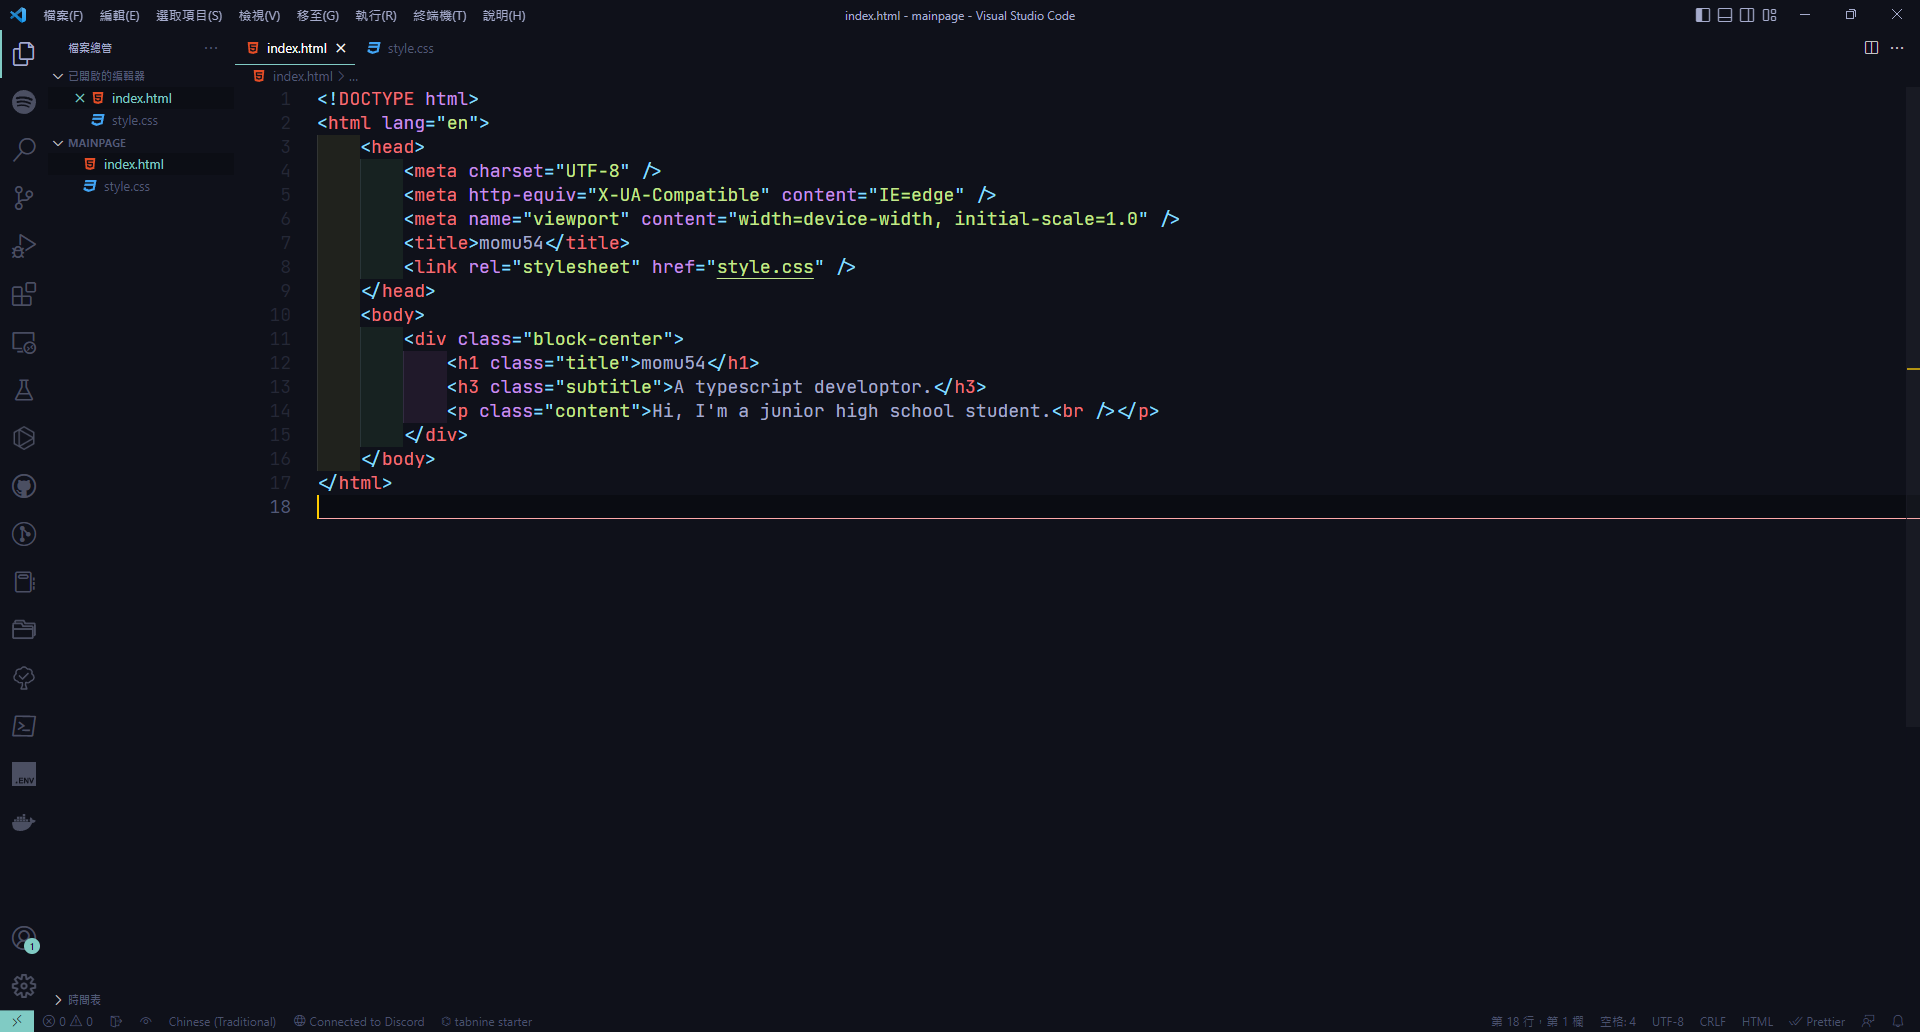 檔案(F) 編輯(E) 選取項目(S) 檢視(V) 移至(G) 執行(R) 終端機(T) 說明(H)
index.html - mainpage - Visual Studio Code
檔案總管
已開啟的編輯器
index.html
style.css
MAINPAGE
index.html
style.css
時間表
index.html
style.css
index.html > ...
1 <!DOCTYPE html>
2 <html lang="en">
3 <head>
4 <meta charset="UTF-8" />
5 <meta http-equiv="X-UA-Compatible" content="IE=edge" />
6 <meta name="viewport" content="width=device-width, initial-scale=1.0" />
7 <title>momu54</title>
8 <link rel="stylesheet" href="style.css" />
9 </head>
10 <body>
11 <div class="block-center">
12 <h1 class="title">momu54</h1>
13 <h3 class="subtitle">A typescript developtor.</h3>
14 <p class="content">Hi, I'm a junior high school student.<br /></p>
15 </div>
16 </body>
17 </html>
18
.ENV
1
0 0 Chinese (Traditional) Connected to Discord tabnine starter
第 18 行，第 1 欄 空格: 4 UTF-8 CRLF HTML Prettier